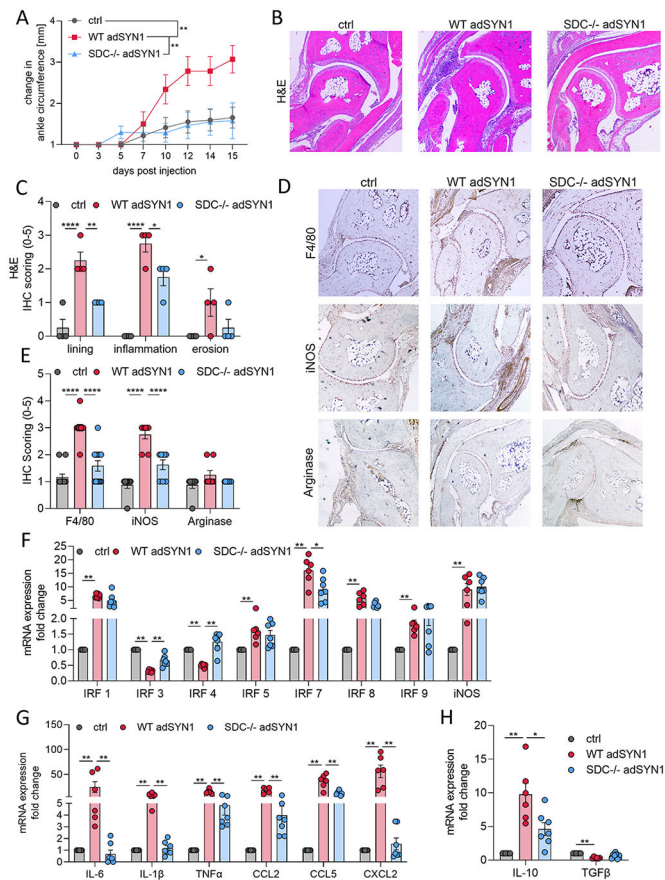 A
ctrl
WT adSYN1
SDC-/- adSYN1
**
**
change in
ankle circumference [mm]
4
3
2
1
0 3 5 7 10 12 14 15
days post injection
B
ctrl WT adSYN1 SDC-/- adSYN1
H&E
C
ctrl WT adSYN1 SDC-/- adSYN1
H&E
IHC scoring (0-5)
4
3
2
1
0
**** ** **** * *
lining inflammation erosion
D
ctrl WT adSYN1 SDC-/- adSYN1
F4/80
iNOS
Arginase
E
ctrl WT adSYN1 SDC-/- adSYN1
IHC Scoring (0-5)
4
3
2
1
0
**** **** **** ****
F4/80 iNOS Arginase
F
ctrl WT adSYN1 SDC-/- adSYN1
mRNA expression
fold change
25
20
15
10
5
2.0
1.5
1.0
0.5
0.0
** ** ** ** ** ** ** * ** ** **
IRF 1 IRF 3 IRF 4 IRF 5 IRF 7 IRF 8 IRF 9 iNOS
G
ctrl WT adSYN1 SDC-/- adSYN1
mRNA expression
fold change
100
50
5
4
3
2
1
0
** ** ** ** ** ** ** ** ** ** ** **
IL-6 IL-1β TNFα CCL2 CCL5 CXCL2
H
ctrl
WT adSYN1
SDC-/- adSYN1
mRNA expression
fold change
20
15
10
5
0
** * **
IL-10 TGFβ